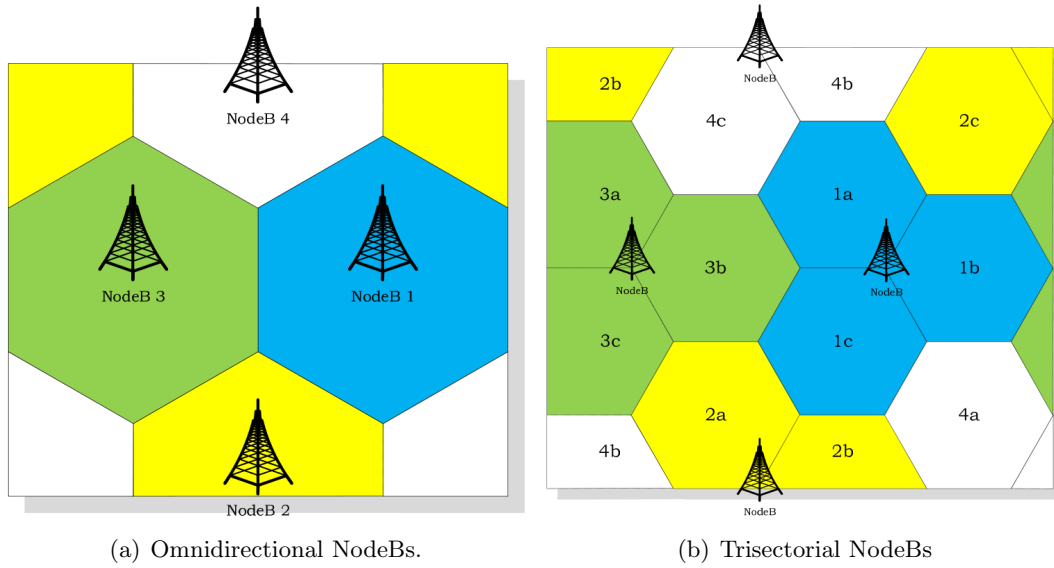 NodeB 4
NodeB 3
NodeB 1
NodeB 2
(a) Omnidirectional NodeBs.
NodeB
2b
4b
4c
2c
3a
1a
3b
1b
NodeB
NodeB
3c
1c
2a
4a
4b
2b
NodeB
(b) Trisectorial NodeBs